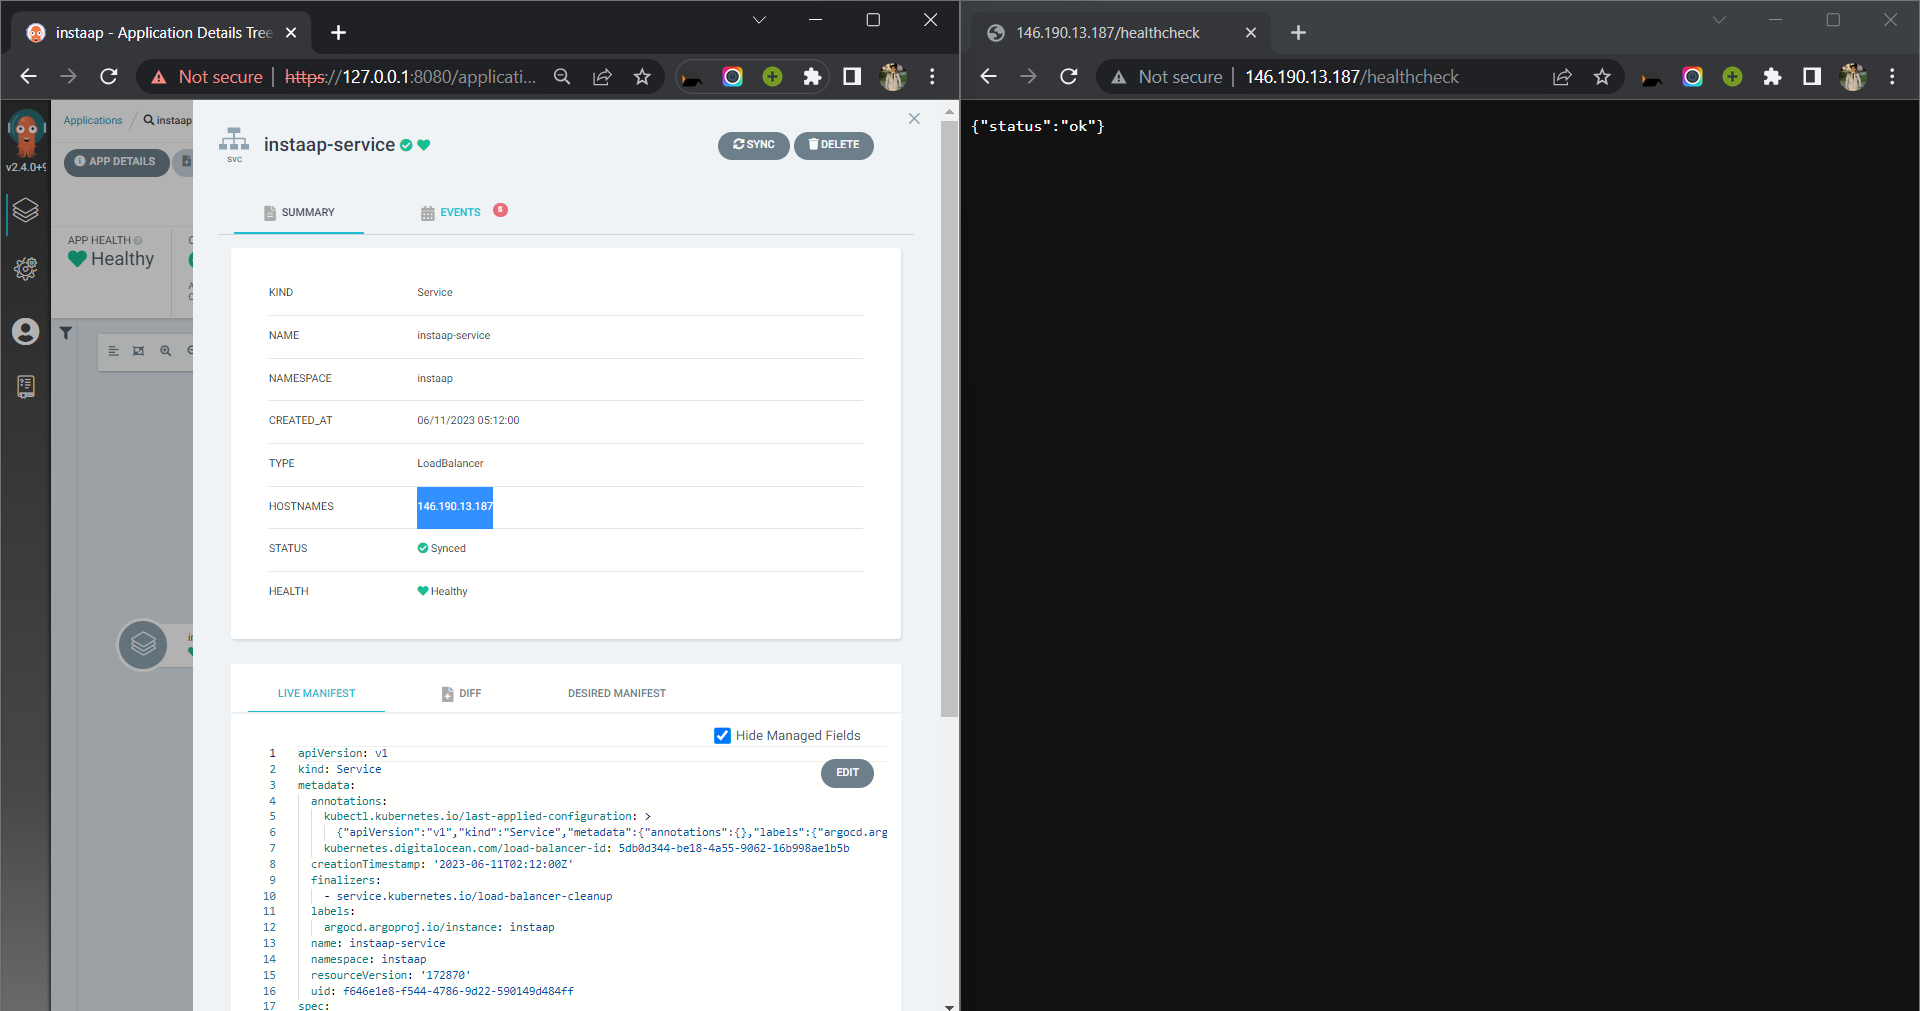 instaap - Application Details Tree
Not secure | https://127.0.0.1:8080/applicati...
v2.4.0+9
Applications / instaap
APP DETAILS
APP HEALTH
Healthy
instaap-service
svc
SYNC
DELETE
SUMMARY
EVENTS
KIND Service
NAME instaap-service
NAMESPACE instaap
CREATED_AT 06/11/2023 05:12:00
TYPE LoadBalancer
HOSTNAMES 146.190.13.187
STATUS Synced
HEALTH Healthy
LIVE MANIFEST
DIFF
DESIRED MANIFEST
Hide Managed Fields
EDIT
1 apiVersion: v1
2 kind: Service
3 metadata:
4 annotations:
5 kubectl.kubernetes.io/last-applied-configuration: >
6 {"apiVersion":"v1","kind":"Service","metadata":{"annotations":{},"labels":{"argocd.arg
7 kubernetes.digitalocean.com/load-balancer-id: 5db0d344-be18-4a55-9062-16b998ae1b5b
8 creationTimestamp: '2023-06-11T02:12:00Z'
9 finalizers:
10 - service.kubernetes.io/load-balancer-cleanup
11 labels:
12 argocd.argoproj.io/instance: instaap
13 name: instaap-service
14 namespace: instaap
15 resourceVersion: '172870'
16 uid: f646e1e8-f544-4786-9d22-590149d484ff
17 spec:
146.190.13.187/healthcheck
Not secure | 146.190.13.187/healthcheck
{"status":"ok"}